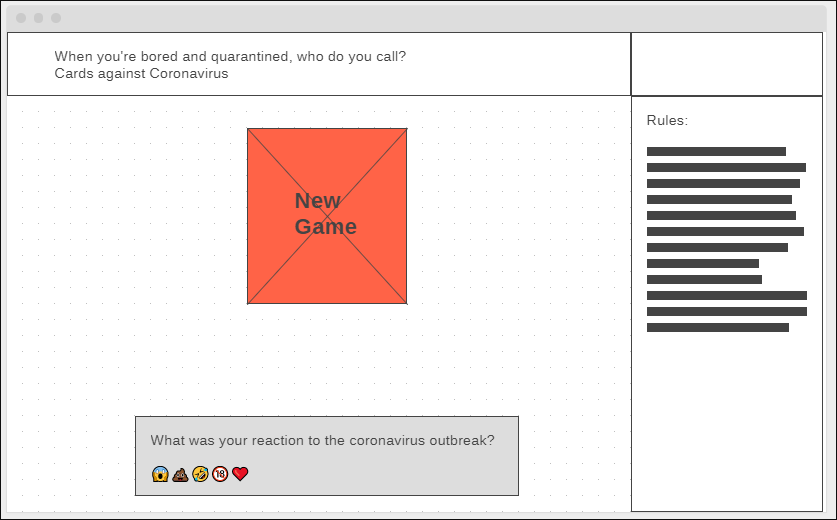 When you're bored and quarantined, who do you call?
Cards against Coronavirus
Rules:
New
Game
What was your reaction to the coronavirus outbreak?
😱💩🤣🔞❤️